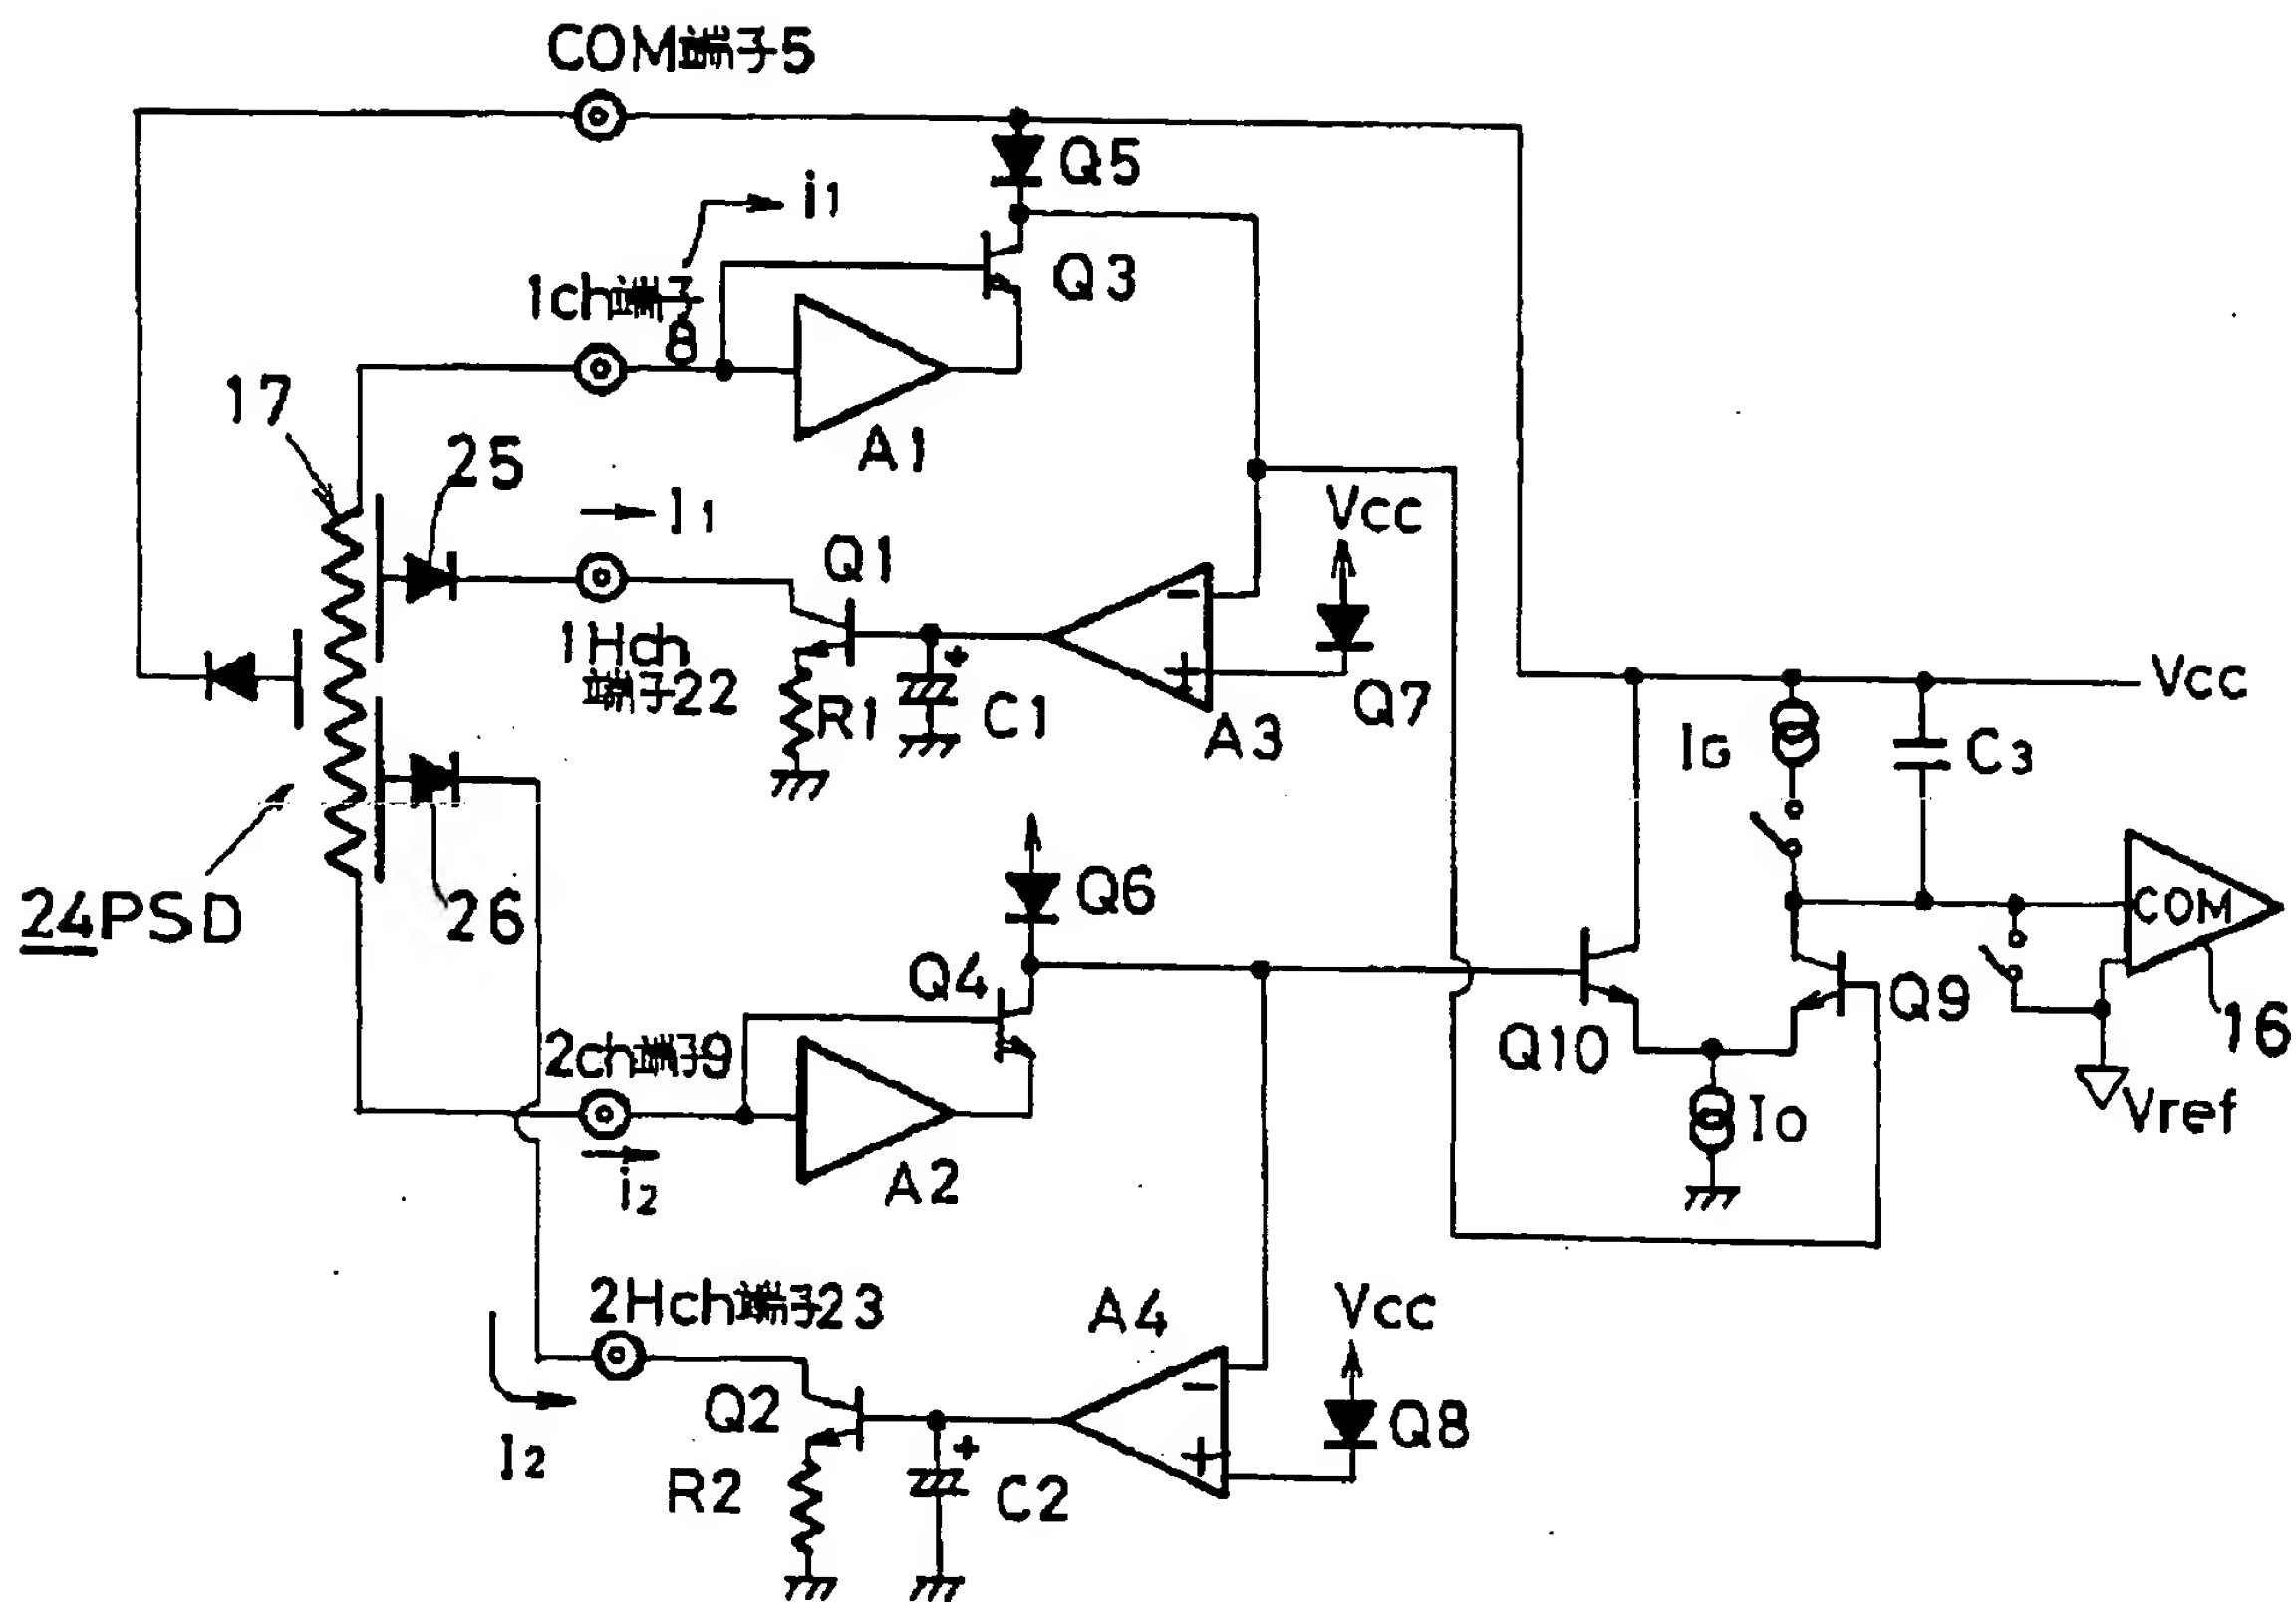 COM端子5
Q5
i1
Q3
1ch端子
8
A1
17
25
I1
Vcc
Q1
1Hch
端子22
R1
+
C1
-
+
A3
Q7
Vcc
IG
C3
24PSD
26
Q6
COM
Q4
Q9
16
2ch端子9
Q10
Vref
i2
A2
IO
2Hch端子23
A4
Vcc
I2
Q2
R2
+
C2
-
+
Q8